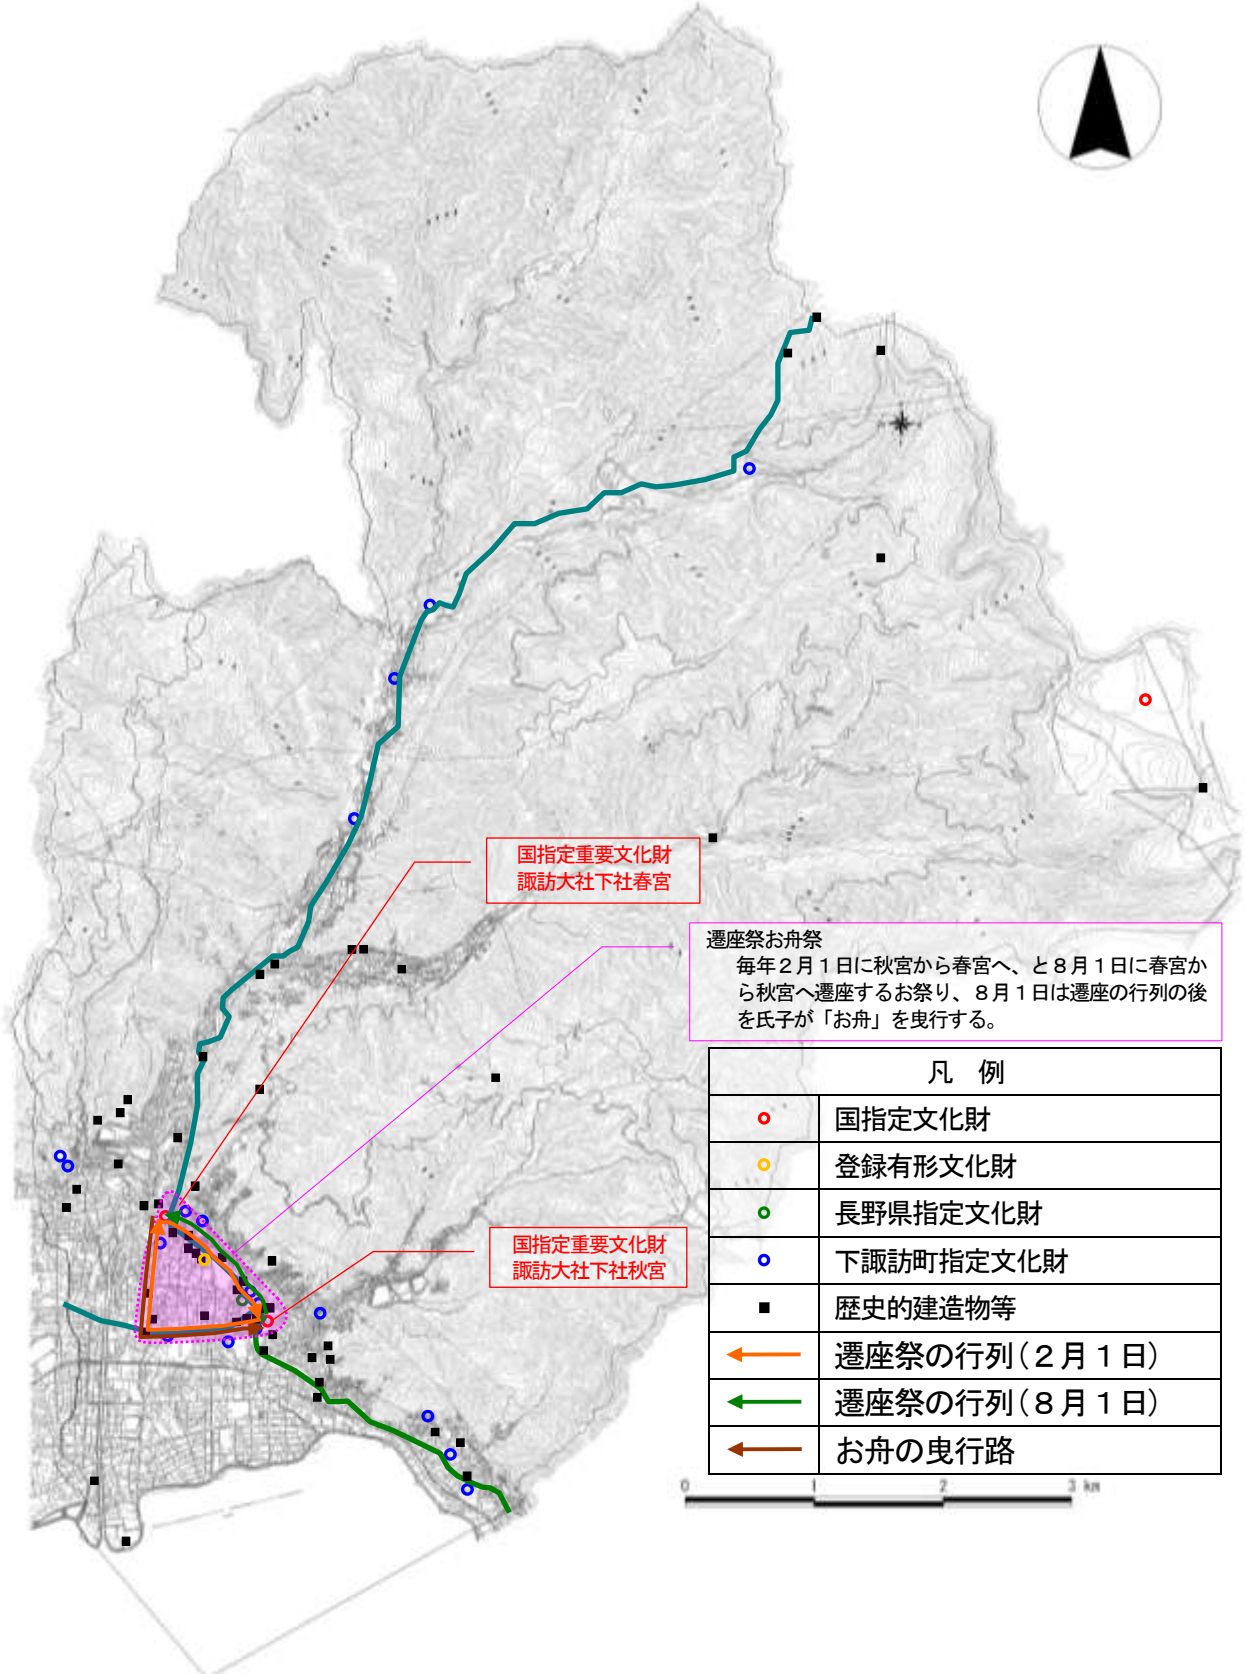 国指定重要文化財
諏訪大社下社春宮
遷座祭お舟祭
毎年２月１日に秋宮から春宮へ、と８月１日に春宮か
ら秋宮へ遷座するお祭り、８月１日は遷座の行列の後
を氏子が「お舟」を曳行する。
凡　例
国指定文化財
登録有形文化財
長野県指定文化財
国指定重要文化財
諏訪大社下社秋宮
下諏訪町指定文化財
歴史的建造物等
遷座祭の行列（２月１日）
遷座祭の行列（８月１日）
お舟の曳行路
0 1 2 3 km